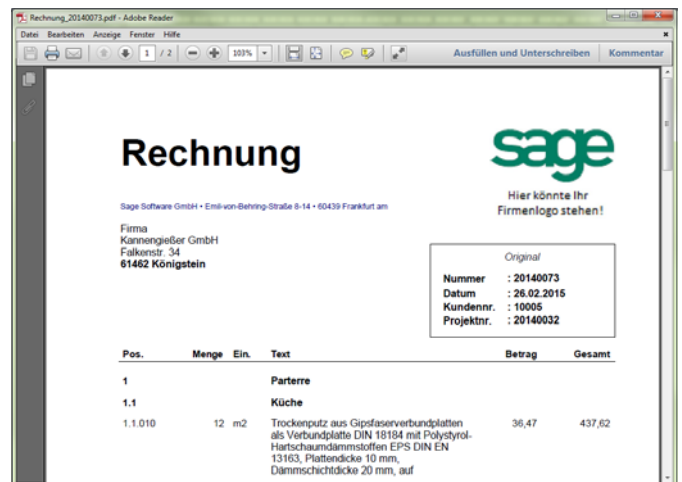 Rechnung_20140073.pdf - Adobe Reader
Datei Bearbeiten Anzeige Fenster Hilfe
1 / 2 103% Ausfüllen und Unterschreiben Kommentar
Rechnung
sage
Hier könnte Ihr
Firmenlogo stehen!
Sage Software GmbH • Emil-von-Behring-Straße 8-14 • 60439 Frankfurt am
Firma
Kannengießer GmbH
Falkenstr. 34
61462 Königstein
Original
Nummer : 20140073
Datum : 26.02.2015
Kundennr. : 10005
Projektnr. : 20140032
Pos. Menge Ein. Text Betrag Gesamt
1 Parterre
1.1 Küche
1.1.010 12 m2 Trockenputz aus Gipsfaserverbundplatten 36,47 437,62
als Verbundplatte DIN 18184 mit Polystyrol-
Hartschaumdämmstoffen EPS DIN EN
13163, Plattendicke 10 mm,
Dämmschichtdicke 20 mm, auf